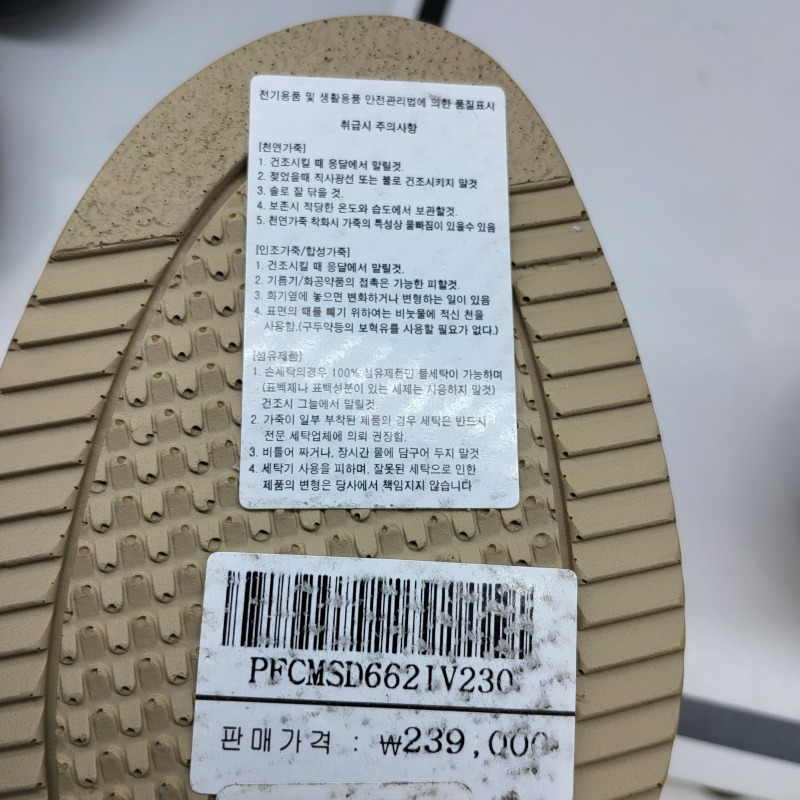 전기용품 및 생활용품 안전관리법에 의한 품질표시
취급시 주의사항
[천연가죽]
1. 건조시킬 때 응달에서 말릴것.
2. 젖었을때 직사광선 또는 불로 건조시키지 말것
3. 솔로 잘 닦을 것.
4. 보존시 적당한 온도와 습도에서 보관할것.
5. 천연가죽 착화시 가죽의 특성상 물빠짐이 있을수 있음
[인조가죽/합성가죽]
1. 건조시킬 때 응달에서 말릴것.
2. 기름기/화공약품의 접촉은 가능한 피할것.
3. 화기옆에 놓으면 변화하거나 변형하는 일이 있음
4. 표면의 때를 빼기 위하여는 비눗물에 적신 천을
사용함.(구두약등의 보혁유를 사용할 필요가 없다.)
[섬유제품]
1. 손세탁의경우 100% 섬유제품만 물세탁이 가능하며
(표백제나 표백성분이 있는 세제는 사용하지 말것)
건조시 그늘에서 말릴것.
2. 가죽이 일부 부착된 제품의 경우 세탁은 반드시
전문 세탁업체에 의뢰 권장함.
3. 비틀어 짜거나, 장시간 물에 담구어 두지 말것
4. 세탁기 사용을 피하며, 잘못된 세탁으로 인한
제품의 변형은 당사에서 책임지지 않습니다
PFCMSD662IV230
판매가격 : ₩239,000